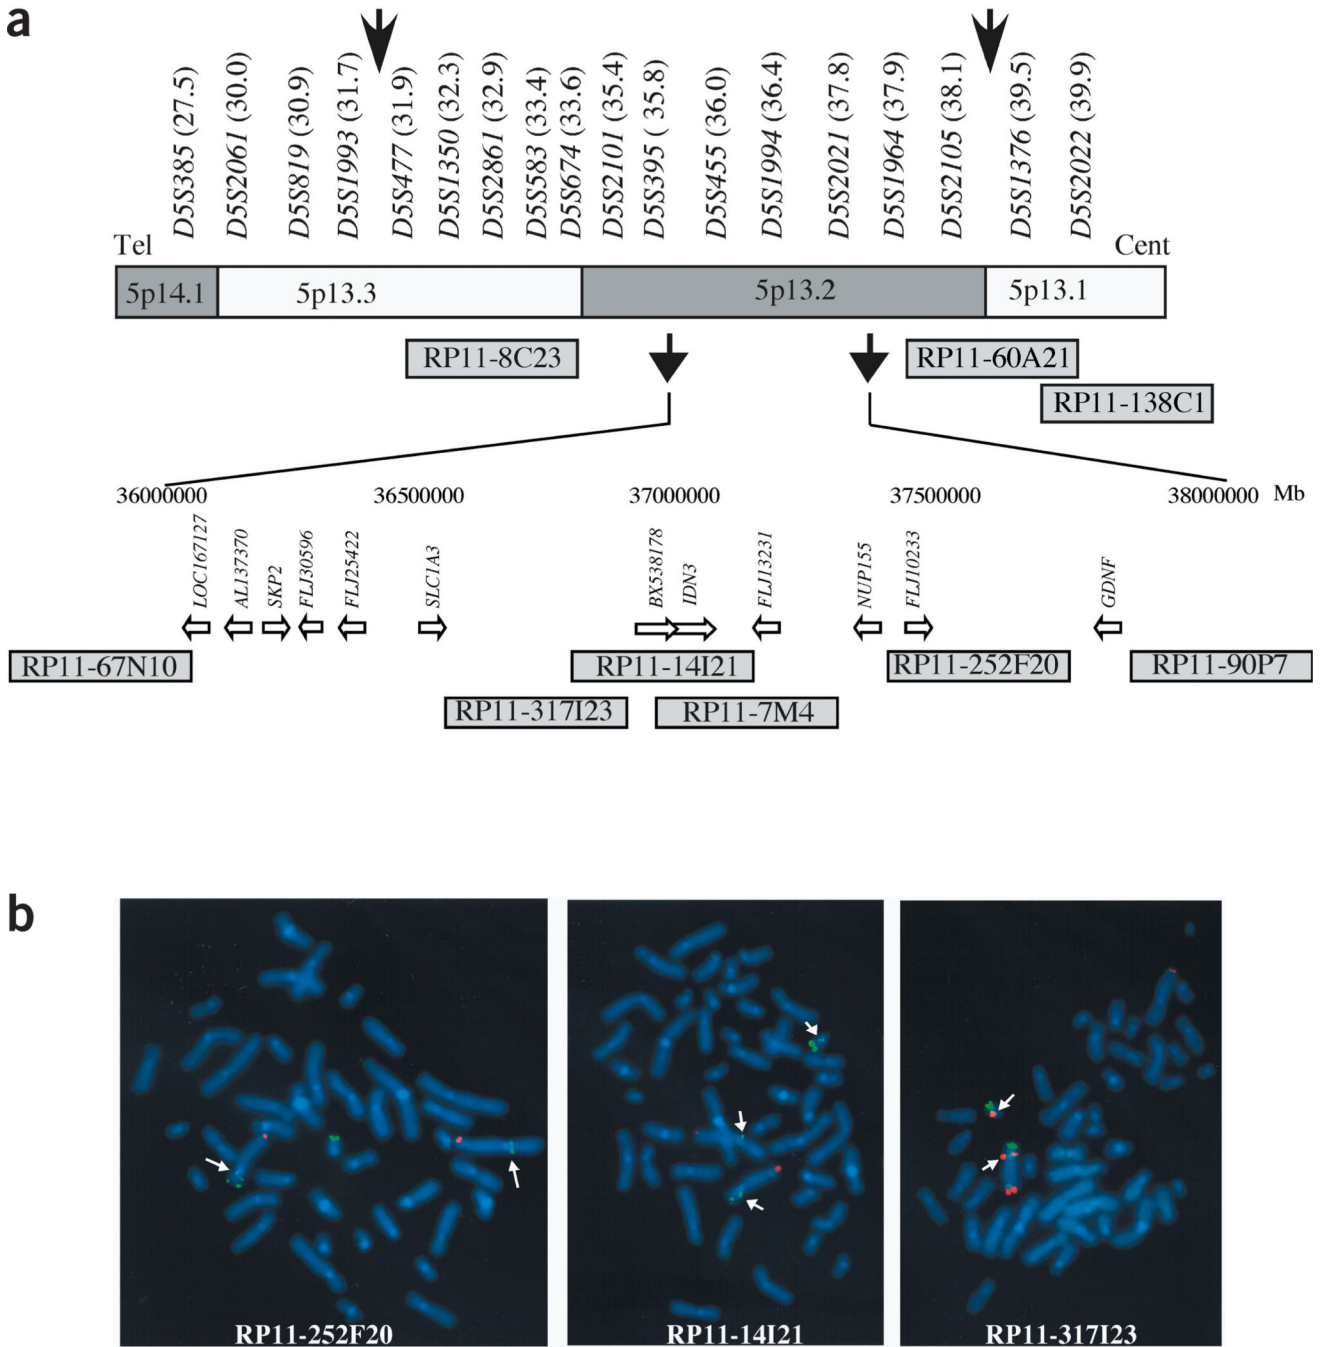 a
D5S385 (27.5)
D5S2061 (30.0)
D5S819 (30.9)
D5S1993 (31.7)
D5S477 (31.9)
D5S1350 (32.3)
D5S2861 (32.9)
D5S583 (33.4)
D5S674 (33.6)
D5S2101 (35.4)
D5S395 ( 35.8)
D5S455 (36.0)
D5S1994 (36.4)
D5S2021 (37.8)
D5S1964 (37.9)
D5S2105 (38.1)
D5S1376 (39.5)
D5S2022 (39.9)
Tel Cent
5p14.1 5p13.3 5p13.2 5p13.1
RP11-8C23 RP11-60A21
RP11-138C1
36000000 36500000 37000000 37500000 38000000 Mb
LOC167127
AL137370
SKP2
FLJ30596
FLJ25422
SLC1A3
BX538178
IDN3
FLJ13231
NUP155
FLJ10233
GDNF
RP11-67N10 RP11-14I21 RP11-252F20 RP11-90P7
RP11-317I23 RP11-7M4
b
RP11-252F20 RP11-14I21 RP11-317I23